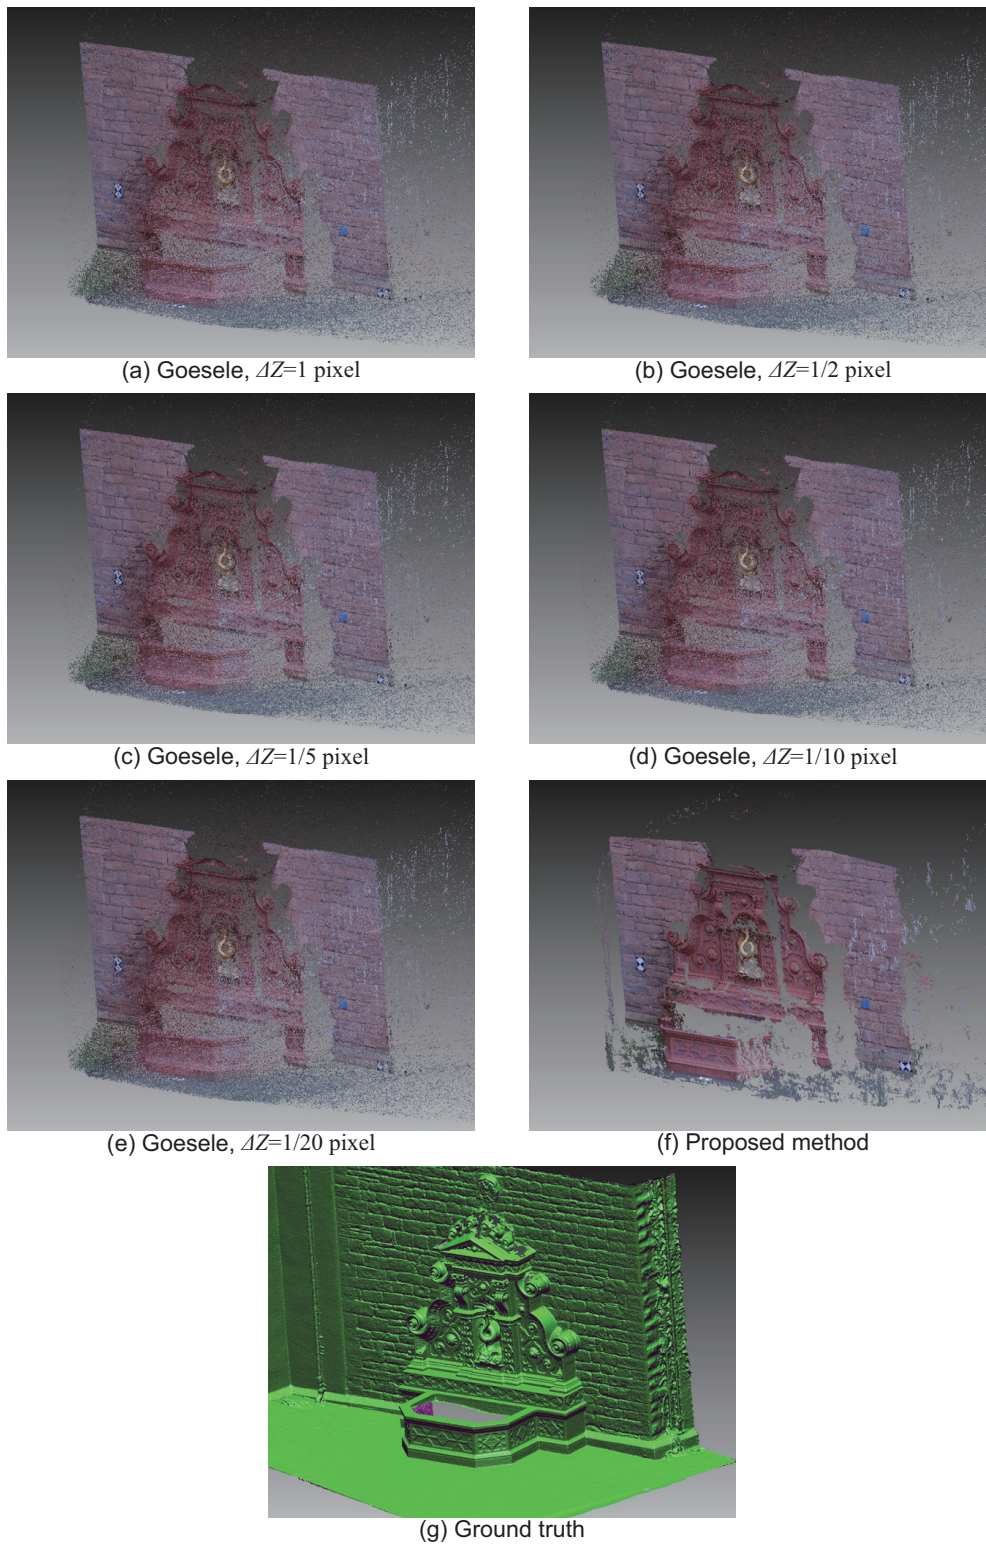 (a) Goesele, ΔZ=1 pixel
(b) Goesele, ΔZ=1/2 pixel
(c) Goesele, ΔZ=1/5 pixel
(d) Goesele, ΔZ=1/10 pixel
(e) Goesele, ΔZ=1/20 pixel
(f) Proposed method
(g) Ground truth